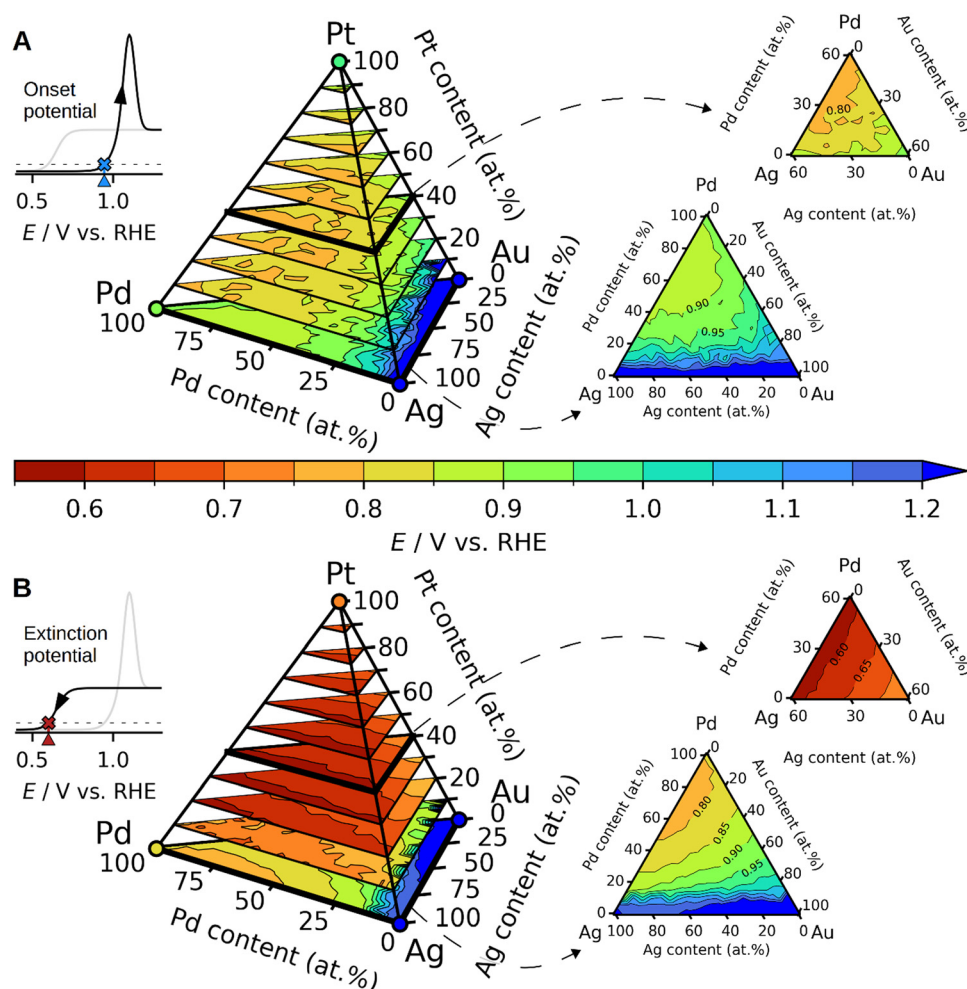 A
Onset
potential
0.5 1.0
E / V vs. RHE
Pt
100
80
60
40
20
0
Pt content (at.%)
Au
0
25
50
75
100
Ag content (at.%)
Pd
100
75
50
25
0
Pd content (at.%)
Ag
Pd
60
30
0
Pd content (at.%)
0
30
60
Au content (at.%)
0.80
Ag
Au
60 30 0
Ag content (at.%)
Pd
100
80
60
40
20
0
Pd content (at.%)
0
20
40
60
80
100
Au content (at.%)
0.90
0.95
Ag
Au
100 80 60 40 20 0
Ag content (at.%)
0.6 0.7 0.8 0.9 1.0 1.1 1.2
E / V vs. RHE
B
Extinction
potential
0.5 1.0
E / V vs. RHE
Pt
100
80
60
40
20
0
Pt content (at.%)
Au
25
50
75
100
Ag content (at.%)
Pd
100
75
50
25
0
Pd content (at.%)
Ag
Pd
60
30
0
Pd content (at.%)
0
30
60
Au content (at.%)
0.60
0.65
Ag
Au
60 30 0
Ag content (at.%)
Pd
100
80
60
40
20
0
Pd content (at.%)
0
20
40
60
80
100
Au content (at.%)
0.80
0.85
0.90
0.95
Ag
Au
100 80 60 40 20 0
Ag content (at.%)